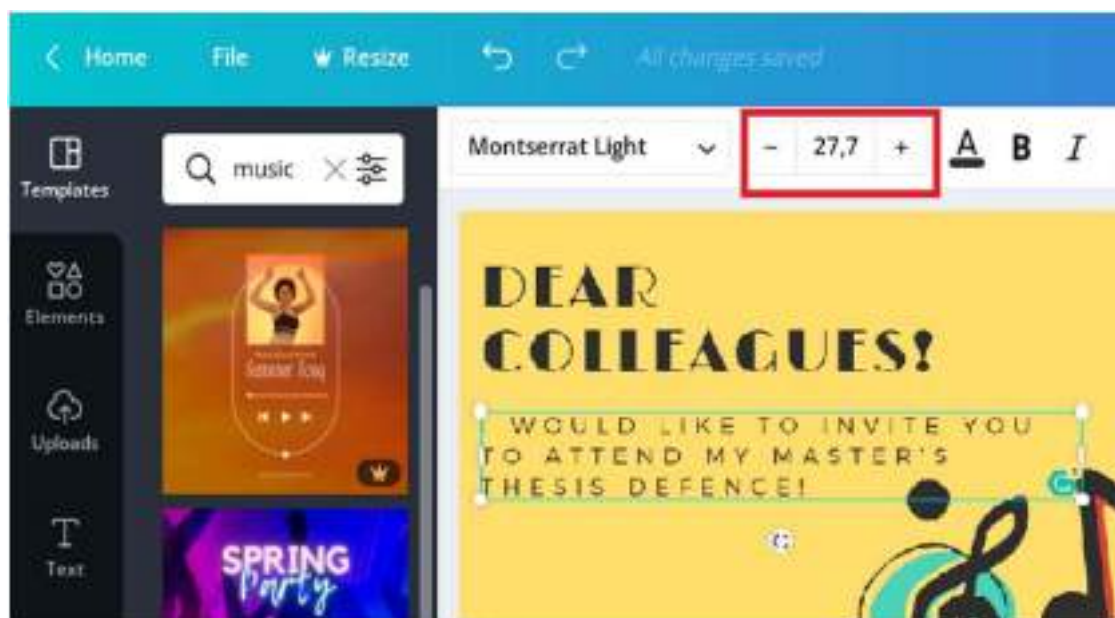 Home File Resize All changes saved
Templates
music
Montserrat Light
- 27,7 + A B I
Elements
Uploads
Text
Summer Song
SPRING
Party
DEAR
COLLEAGUES!
WOULD LIKE TO INVITE YOU
TO ATTEND MY MASTER'S
THESIS DEFENCE!